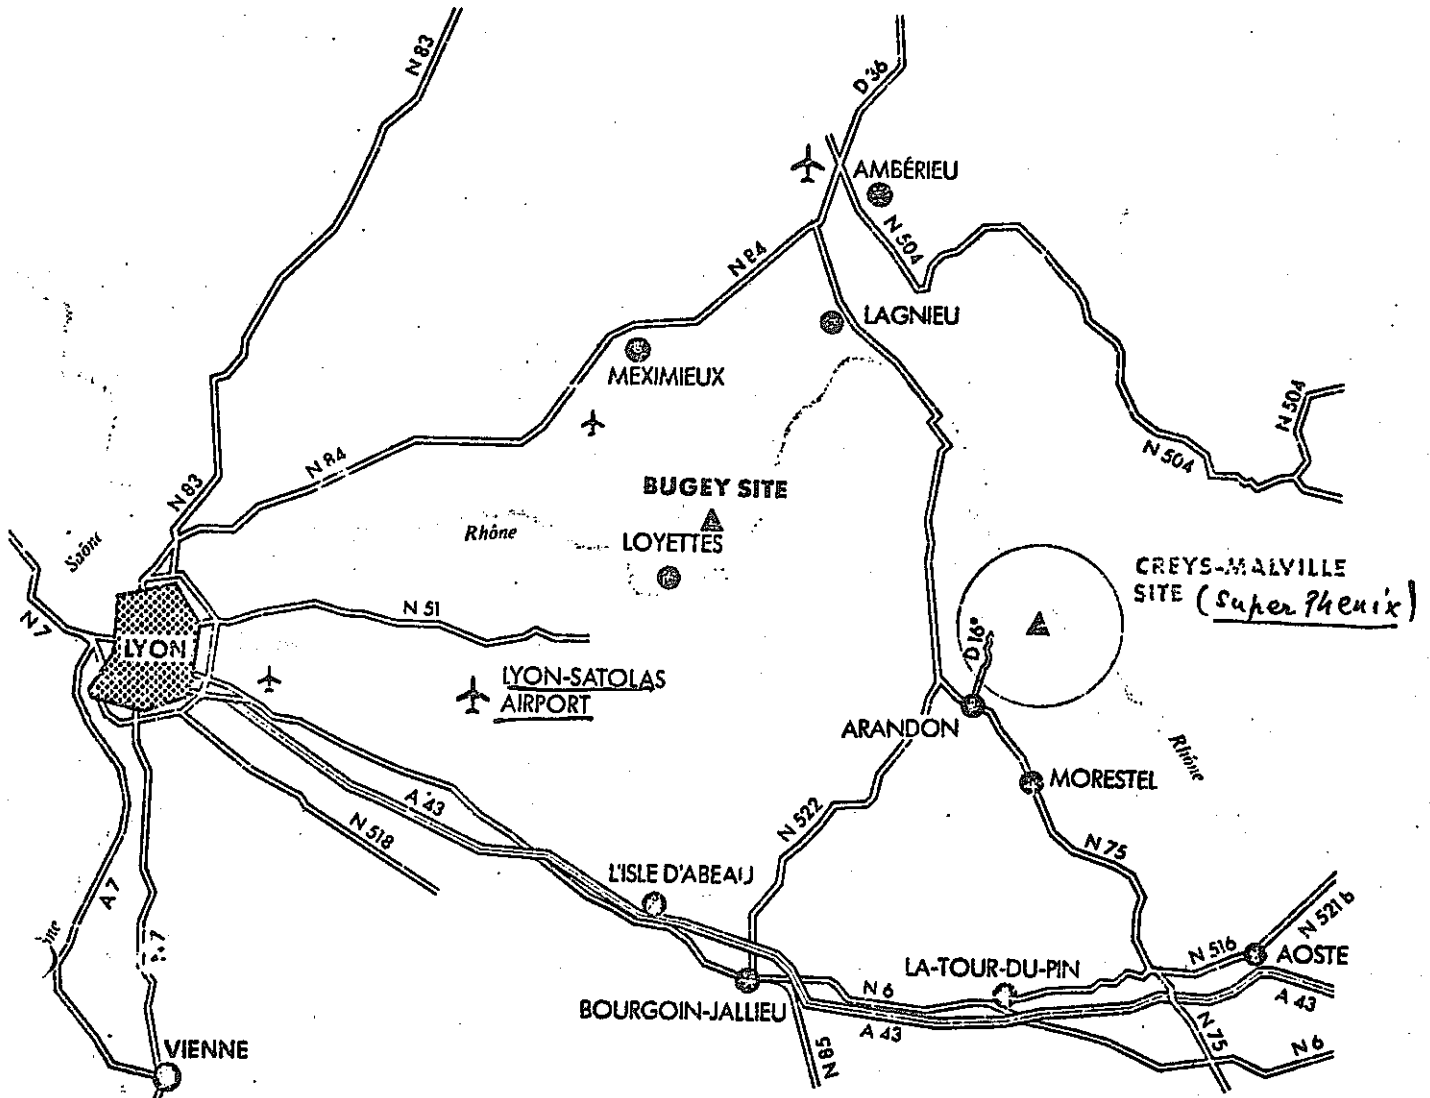 N 83
D 36
AMBÉRIEU
N 504
N 84
LAGNIEU
MEXIMIEUX
N 504
N 504
N 84
N 83
BUGEY SITE
Rhône
LOYETTES
Saône
CREYS-MALVILLE
SITE (Super Phenix)
N 51
N 7
LYON
D 16ª
LYON-SATOLAS
AIRPORT
ARANDON
Rhône
MORESTEL
A 43
N 518
N 522
N 75
L'ISLE D'ABEAU
A 7
N 521 b
N 516
AOSTE
LA-TOUR-DU-PIN
N 6
A 43
BOURGOIN-JALLIEU
A 43
N 85
N 75
N 6
VIENNE